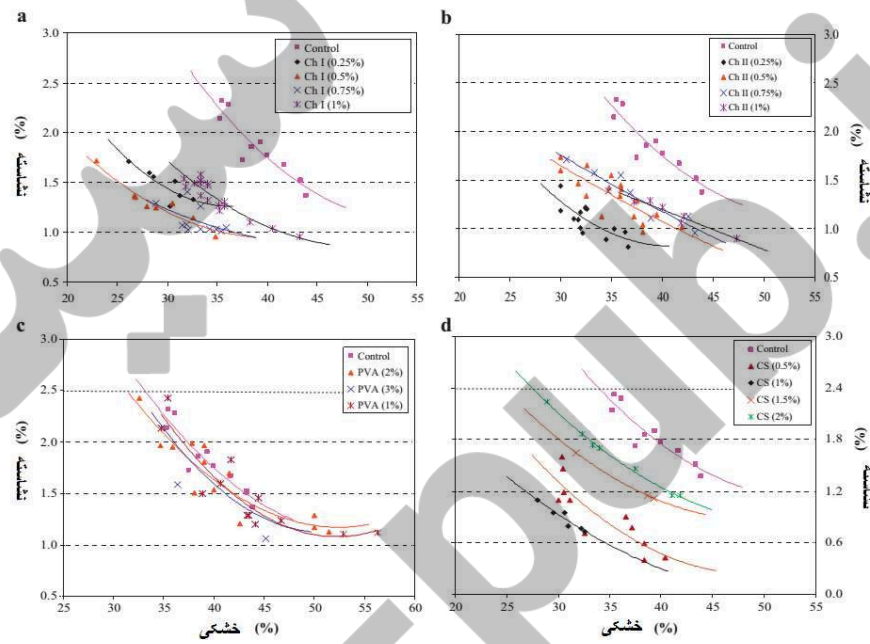 a
3.0
2.5
2.0
1.5
1.0
0.5
20 25 30 35 40 45 50 55
(%)
نشاسته
Control
Ch I (0.25%)
Ch I (0.5%)
Ch I (0.75%)
Ch I (1%)
b
3.0
2.5
2.0
1.5
1.0
0.5
20 25 30 35 40 45 50 55
(%)
نشاسته
Control
Ch II (0.25%)
Ch II (0.5%)
Ch II (0.75%)
Ch II (1%)
c
3.0
2.5
2.0
1.5
1.0
0.5
25 30 35 40 45 50 55 60
(%)
نشاسته
Control
PVA (2%)
PVA (3%)
PVA (1%)
خشکی (%)
d
3.0
2.4
1.8
1.2
0.6
0.0
20 25 30 35 40 45 50 55
(%)
نشاسته
Control
CS (0.5%)
CS (1%)
CS (1.5%)
CS (2%)
خشکی (%)